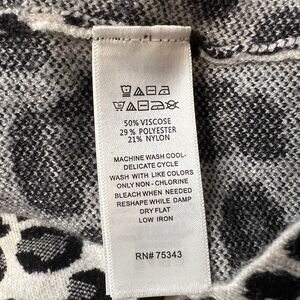 50% VISCOSE
29% POLYESTER
21% NYLON
MACHINE WASH COOL-
DELICATE CYCLE
WASH WITH LIKE COLORS
ONLY NON - CHLORINE
BLEACH WHEN NEEDED
RESHAPE WHILE DAMP
DRY FLAT
LOW IRON
RN# 75343